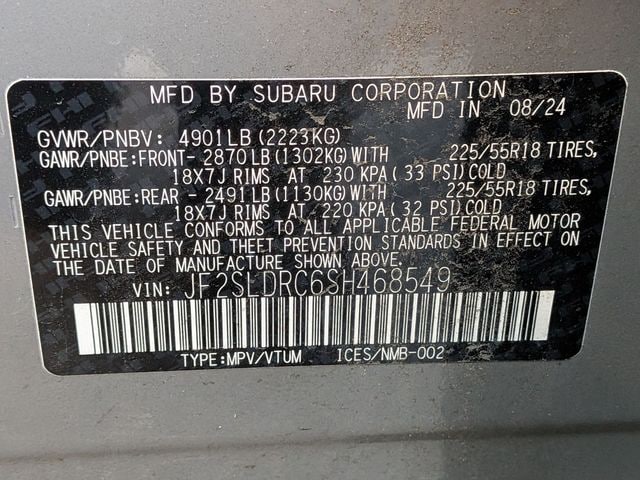 MFD BY SUBARU CORPORATION
MFD IN 08/24
GVWR/PNBV: 4901LB(2223KG)
GAWR/PNBE:FRONT- 2870LB(1302KG)WITH 225/55R18 TIRES,
18X7J RIMS AT 230 KPA(33 PSI)COLD
GAWR/PNBE:REAR - 2491LB(1130KG)WITH 225/55R18 TIRES,
18X7J RIMS AT 220 KPA(32 PSI)COLD
THIS VEHICLE CONFORMS TO ALL APPLICABLE FEDERAL MOTOR
VEHICLE SAFETY AND THEFT PREVENTION STANDARDS IN EFFECT
ON THE DATE OF MANUFACTURE SHOWN ABOVE.
VIN: JF2SLDRC6SH468549
TYPE:MPV/VTUM ICES/NMB-002